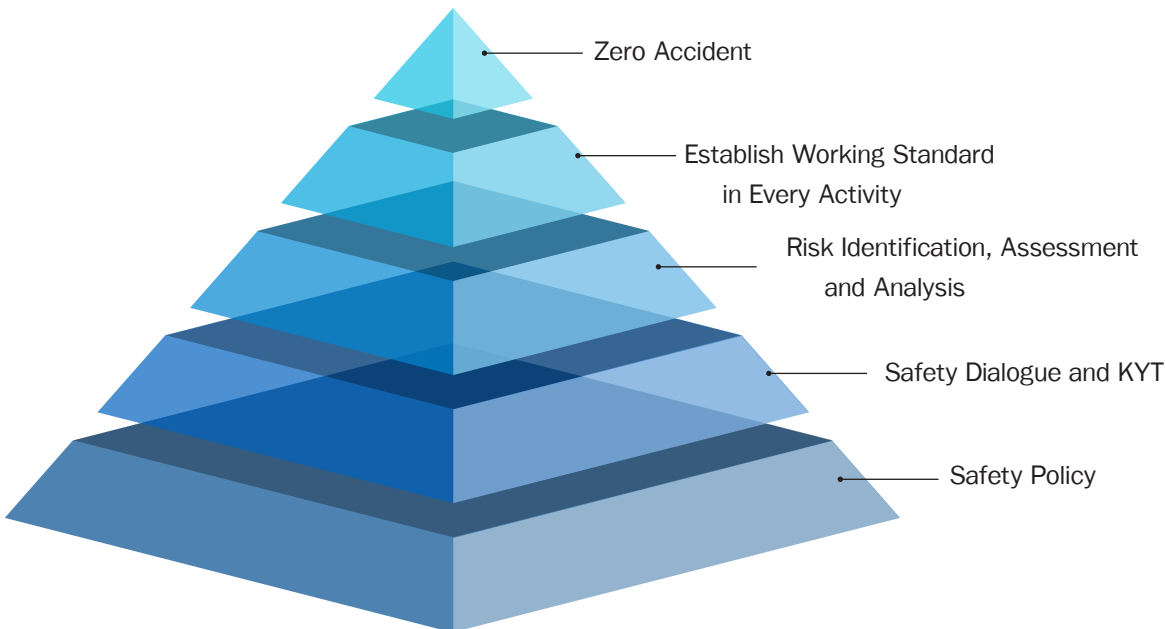 Zero Accident
Establish Working Standard
in Every Activity
Risk Identification, Assessment
and Analysis
Safety Dialogue and KYT
Safety Policy